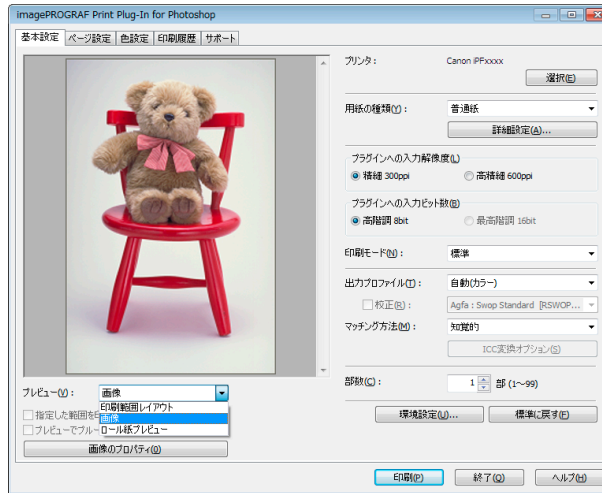 imagePROGRAF Print Plug-In for Photoshop
基本設定 ページ設定 色設定 印刷履歴 サポート
プリンタ： Canon iPFxxxx
選択(E)
用紙の種類(Y)： 普通紙
詳細設定(A)...
プラグインへの入力解像度(L)
精細 300ppi 高精細 600ppi
プラグインへの入力ビット数(B)
高階調 8bit 最高階調 16bit
印刷モード(N)： 標準
出力プロファイル(T)： 自動(カラー)
校正(R)： Agfa : Swop Standard [RSWOP...
マッチング方法(M)： 知覚的
ICC変換オプション(S)
部数(C)： 1 部 (1～99)
環境設定(U)... 標準に戻す(F)
プレビュー(V)： 画像
印刷範囲レイアウト
指定した範囲を 画像
プレビューでブルー ロール紙プレビュー
画像のプロパティ(O)
印刷(P) 終了(Q) ヘルプ(H)